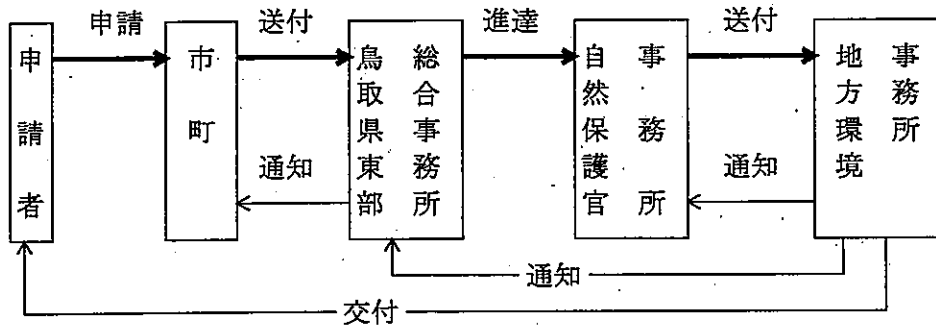 申請
送付
進達
送付
申請者
市町
鳥取県東部
総合事務所
自然保護官
事務所
地方環境
事務所
通知
通知
通知
交付